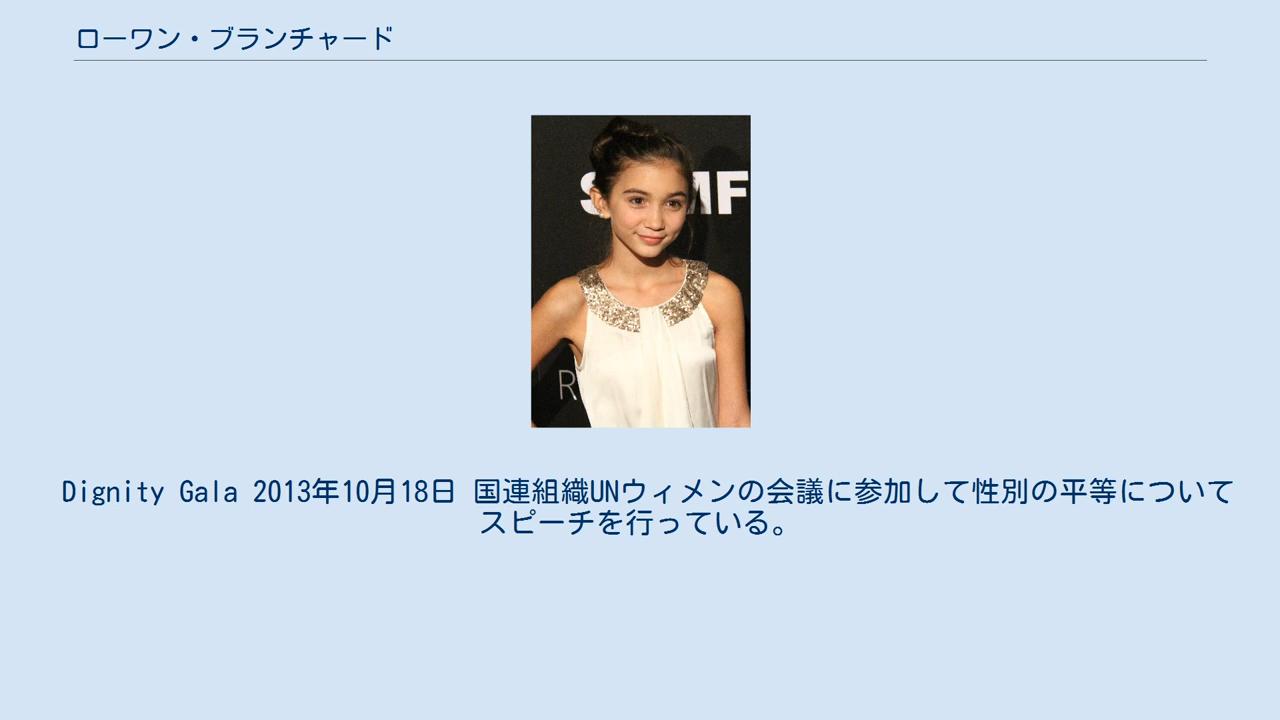 ローワン・ブランチャード
S MF
R
Dignity Gala 2013年10月18日 国連組織UNウィメンの会議に参加して性別の平等について
スピーチを行っている。